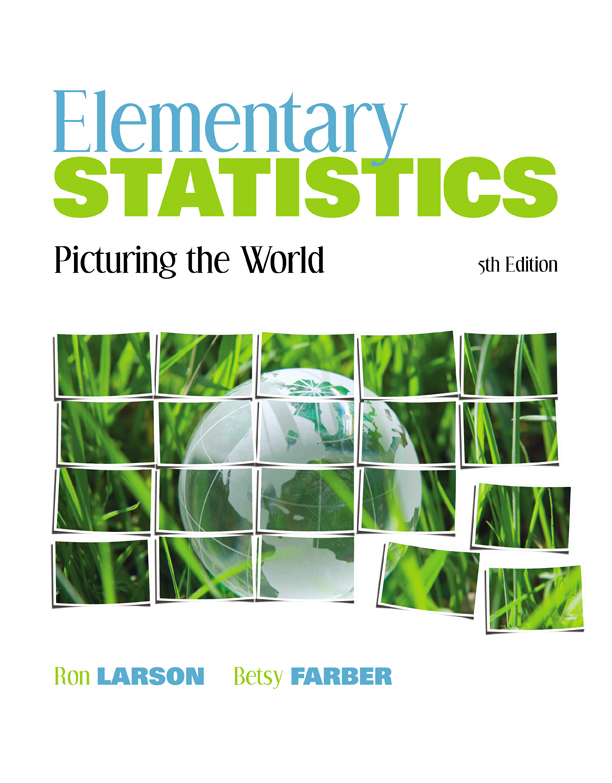 Elementary
STATISTICS
Picturing the World
5th Edition
Ron LARSON Betsy FARBER